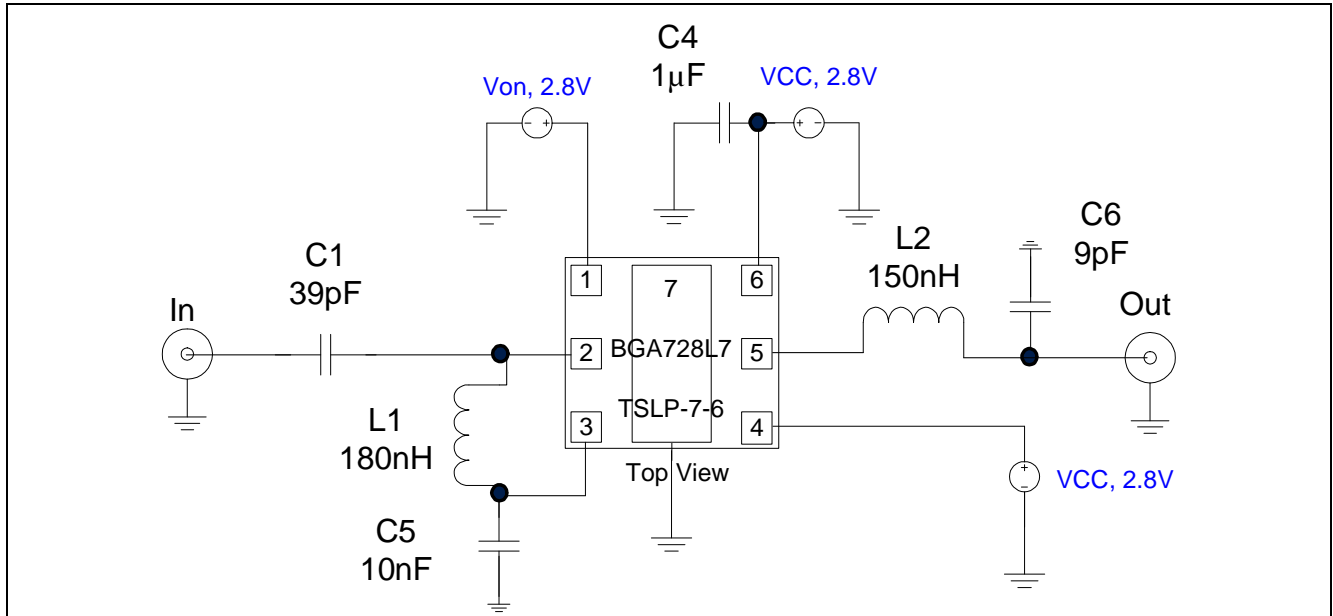 C4
1μF
Von, 2.8V
VCC, 2.8V
C1
39pF
In
1
7
6
L2
150nH
C6
9pF
Out
2
BGA728L7
5
3
TSLP-7-6
4
L1
180nH
Top View
VCC, 2.8V
C5
10nF